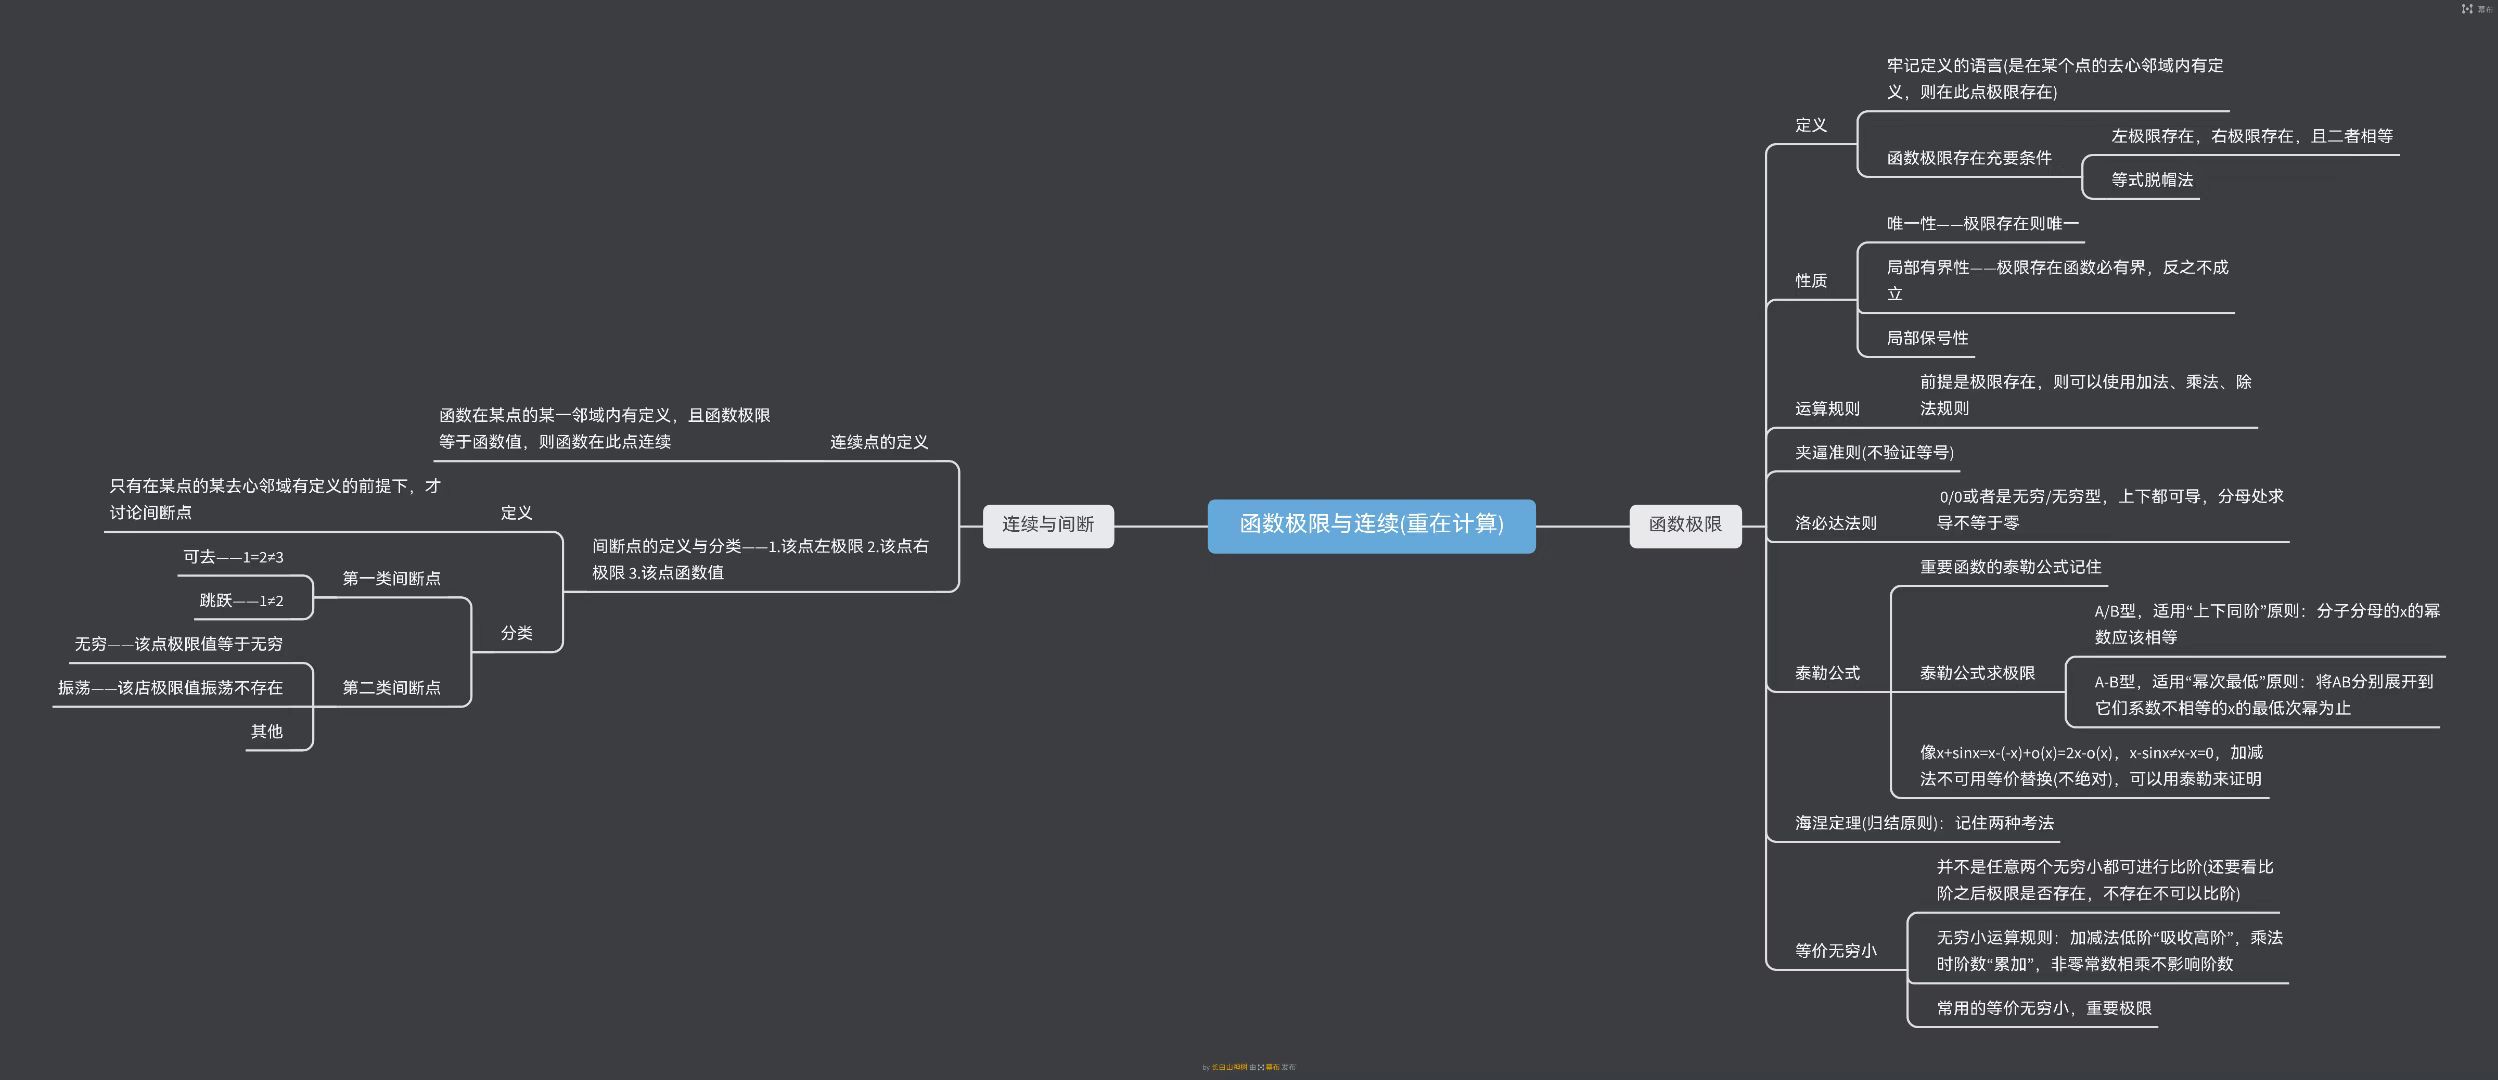 幕布
函数极限与连续(重在计算)
函数极限
定义
牢记定义的语言(是在某个点的去心邻域内有定
义，则在此点极限存在)
函数极限存在充要条件
左极限存在，右极限存在，且二者相等
等式脱帽法
性质
唯一性——极限存在则唯一
局部有界性——极限存在函数必有界，反之不成
立
局部保号性
运算规则
前提是极限存在，则可以使用加法、乘法、除
法规则
夹逼准则(不验证等号)
洛必达法则
0/0或者是无穷/无穷型，上下都可导，分母处求
导不等于零
泰勒公式
重要函数的泰勒公式记住
泰勒公式求极限
A/B型，适用“上下同阶”原则：分子分母的x的幂
数应该相等
A-B型，适用“幂次最低”原则：将AB分别展开到
它们系数不相等的x的最低次幂为止
像x+sinx=x-(-x)+o(x)=2x-o(x)，x-sinx≠x-x=0，加减
法不可用等价替换(不绝对)，可以用泰勒来证明
海涅定理(归结原则)：记住两种考法
等价无穷小
并不是任意两个无穷小都可进行比阶(还要看比
阶之后极限是否存在，不存在不可以比阶)
无穷小运算规则：加减法低阶“吸收高阶”，乘法
时阶数“累加”，非零常数相乘不影响阶数
常用的等价无穷小，重要极限
连续与间断
连续点的定义
函数在某点的某一邻域内有定义，且函数极限
等于函数值，则函数在此点连续
间断点的定义与分类——1.该点左极限 2.该点右
极限 3.该点函数值
定义
只有在某点的某去心邻域有定义的前提下，才
讨论间断点
分类
第一类间断点
可去——1=2≠3
跳跃——1≠2
第二类间断点
无穷——该点极限值等于无穷
振荡——该店极限值振荡不存在
其他
by 长白山 由 幕布 发布